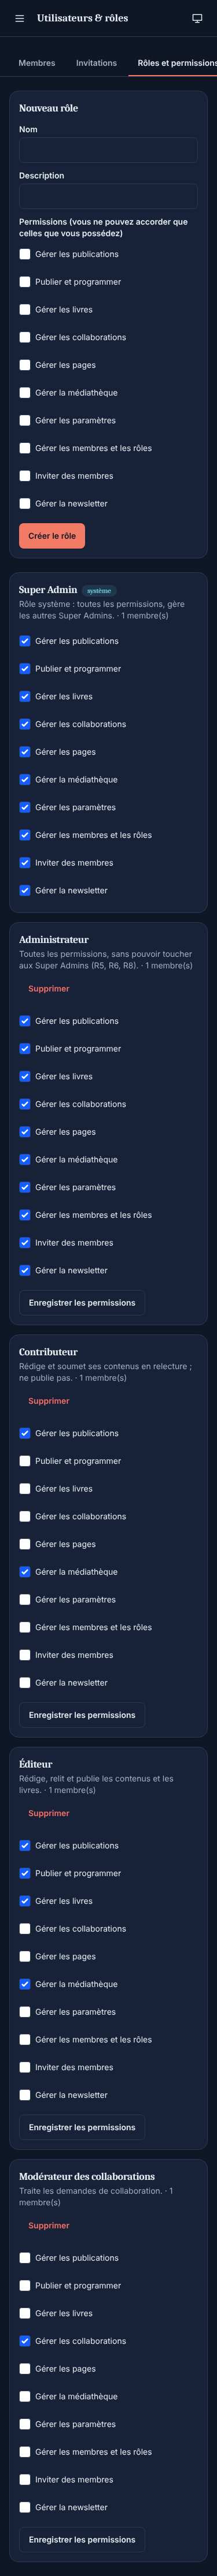 Utilisateurs & rôles
Membres
Invitations
Rôles et permissions
Nouveau rôle
Nom
Description
Permissions (vous ne pouvez accorder que
celles que vous possédez)
Gérer les publications
Publier et programmer
Gérer les livres
Gérer les collaborations
Gérer les pages
Gérer la médiathèque
Gérer les paramètres
Gérer les membres et les rôles
Inviter des membres
Gérer la newsletter
Créer le rôle
Super Admin système
Rôle système : toutes les permissions, gère
les autres Super Admins. · 1 membre(s)
Gérer les publications
Publier et programmer
Gérer les livres
Gérer les collaborations
Gérer les pages
Gérer la médiathèque
Gérer les paramètres
Gérer les membres et les rôles
Inviter des membres
Gérer la newsletter
Administrateur
Toutes les permissions, sans pouvoir toucher
aux Super Admins (R5, R6, R8). · 1 membre(s)
Supprimer
Gérer les publications
Publier et programmer
Gérer les livres
Gérer les collaborations
Gérer les pages
Gérer la médiathèque
Gérer les paramètres
Gérer les membres et les rôles
Inviter des membres
Gérer la newsletter
Enregistrer les permissions
Contributeur
Rédige et soumet ses contenus en relecture ;
ne publie pas. · 1 membre(s)
Supprimer
Gérer les publications
Publier et programmer
Gérer les livres
Gérer les collaborations
Gérer les pages
Gérer la médiathèque
Gérer les paramètres
Gérer les membres et les rôles
Inviter des membres
Gérer la newsletter
Enregistrer les permissions
Éditeur
Rédige, relit et publie les contenus et les
livres. · 1 membre(s)
Supprimer
Gérer les publications
Publier et programmer
Gérer les livres
Gérer les collaborations
Gérer les pages
Gérer la médiathèque
Gérer les paramètres
Gérer les membres et les rôles
Inviter des membres
Gérer la newsletter
Enregistrer les permissions
Modérateur des collaborations
Traite les demandes de collaboration. · 1
membre(s)
Supprimer
Gérer les publications
Publier et programmer
Gérer les livres
Gérer les collaborations
Gérer les pages
Gérer la médiathèque
Gérer les paramètres
Gérer les membres et les rôles
Inviter des membres
Gérer la newsletter
Enregistrer les permissions